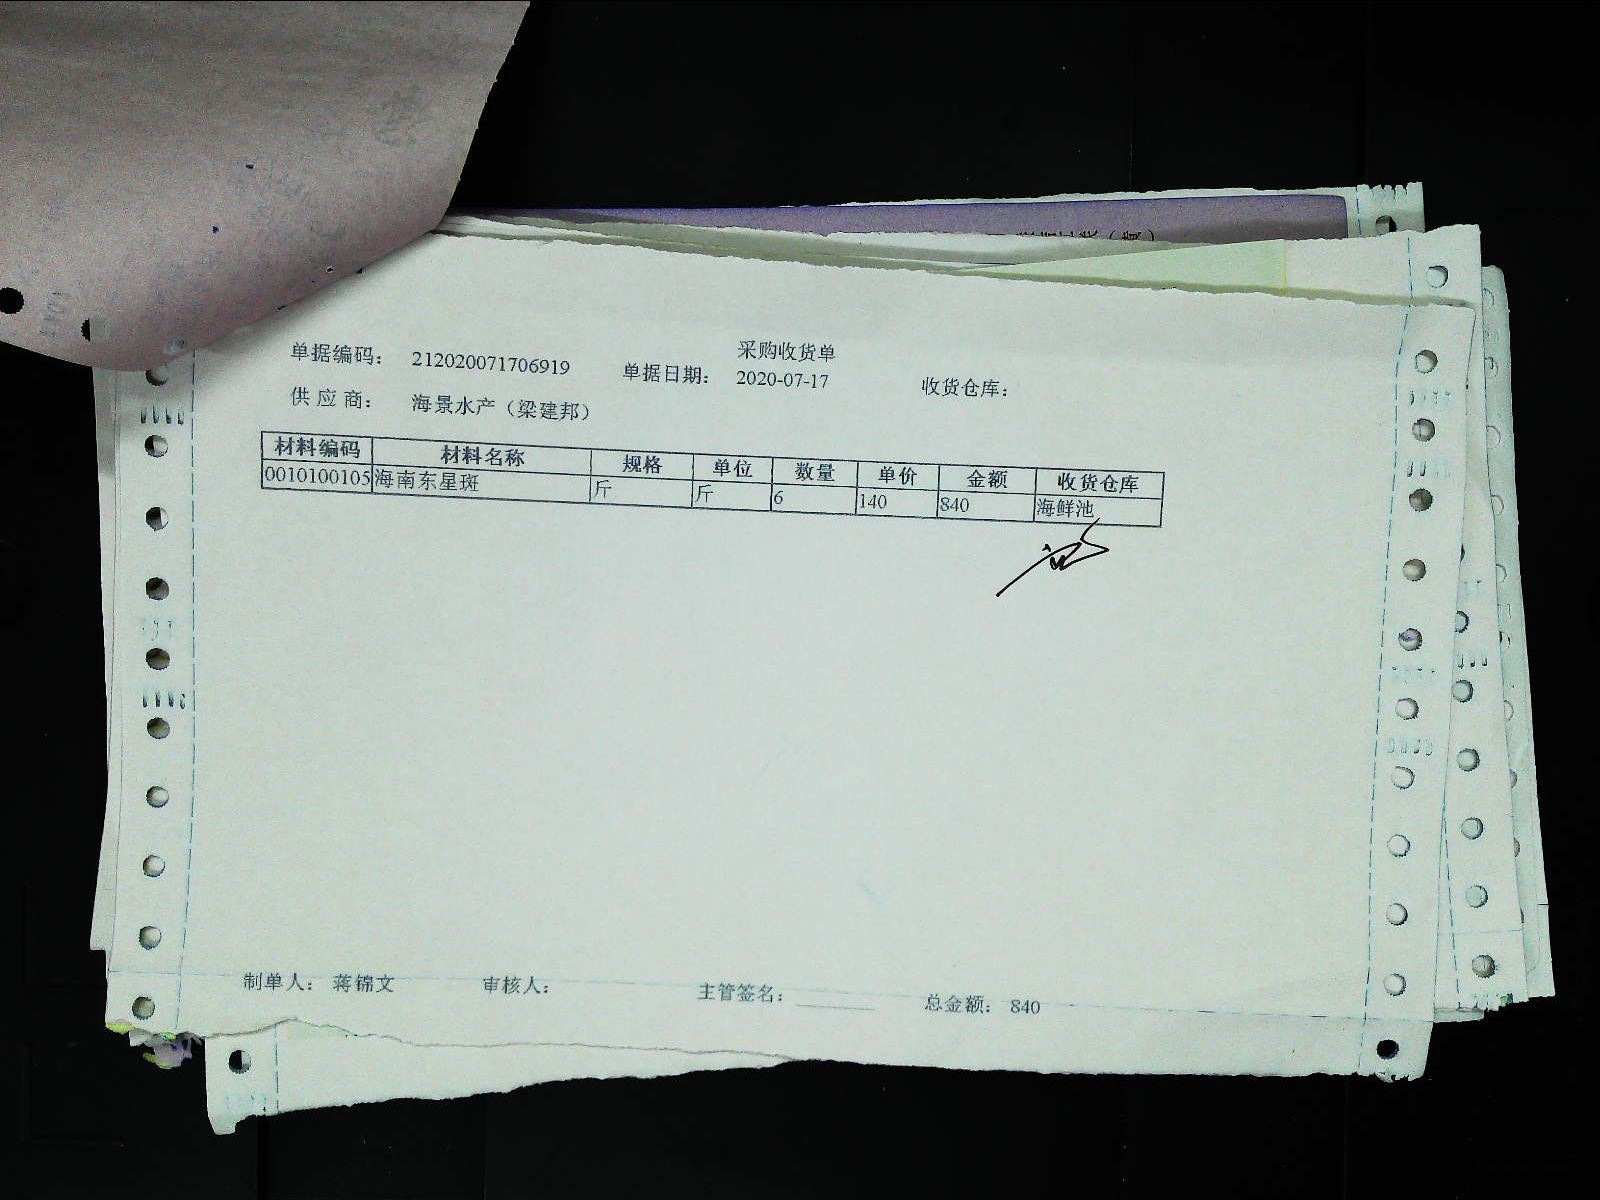 采购收货单
单据编码: 212020071706919 单据日期: 2020-07-17 收货仓库:
供 应 商: 海景水产（梁建邦）
材料编码 材料名称 规格 单位 数量 单价 金额 收货仓库
0010100105 海南东星斑 斤 斤 6 140 840 海鲜池
制单人: 蒋锦文 审核人: 主管签名: 总金额: 840